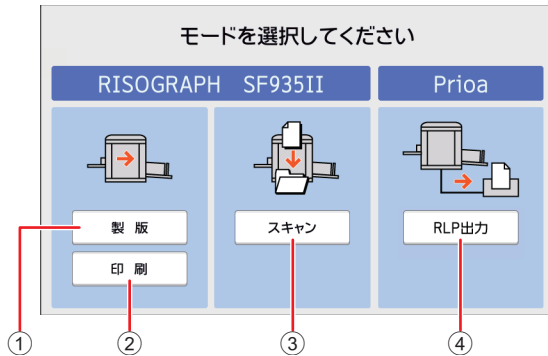 モードを選択してください
RISOGRAPH SF935II
Prioa
製 版
スキャン
RLP出力
印 刷
① ② ③ ④